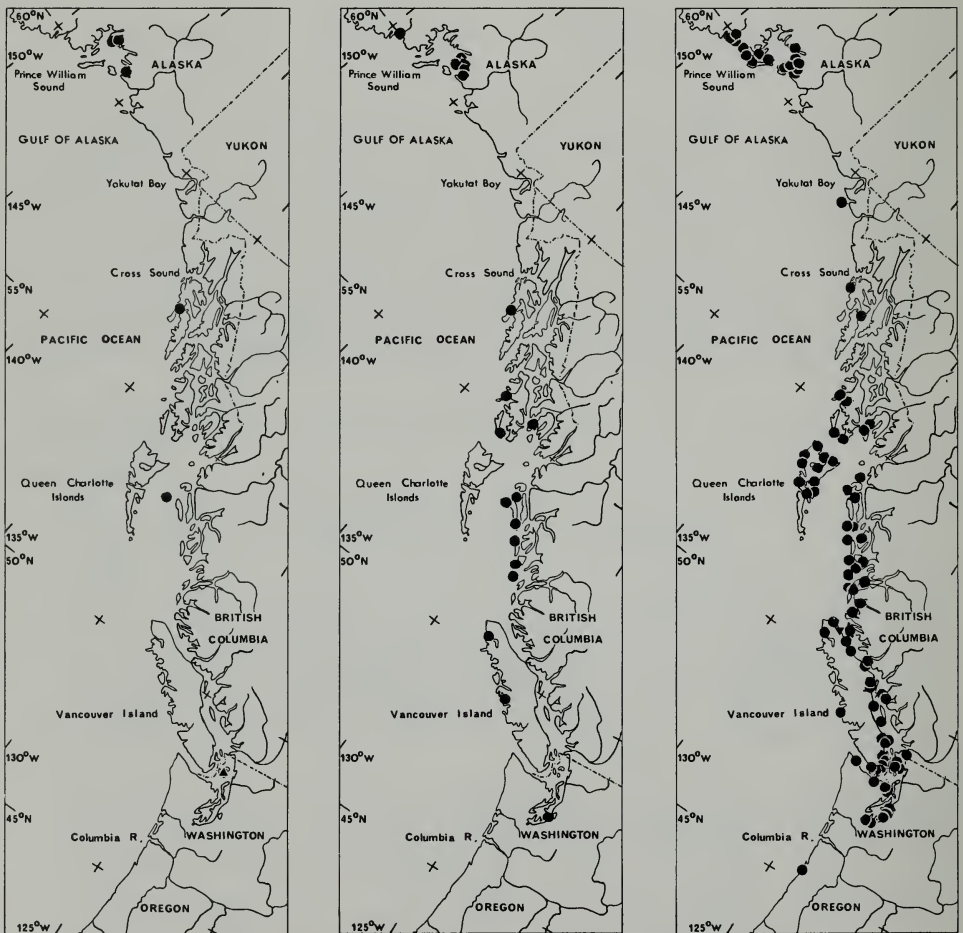 60°N
150°W
Prince William
Sound
ALASKA
GULF OF ALASKA
YUKON
Yakutat Bay
145°W
Cross Sound
55°N
PACIFIC OCEAN
140°W
Queen Charlotte
Islands
135°W
50°N
BRITISH
COLUMBIA
Vancouver Island
130°W
45°N
Columbia R.
WASHINGTON
OREGON
125°W
60°N
150°W
Prince William
Sound
ALASKA
GULF OF ALASKA
YUKON
Yakutat Bay
145°W
Cross Sound
55°N
PACIFIC OCEAN
140°W
Queen Charlotte
Islands
135°W
50°N
BRITISH
COLUMBIA
Vancouver Island
130°W
45°N
Columbia R.
WASHINGTON
OREGON
125°W
60°N
150°W
Prince William
Sound
ALASKA
GULF OF ALASKA
YUKON
Yakutat Bay
145°W
Cross Sound
55°N
PACIFIC OCEAN
140°W
Queen Charlotte
Islands
135°W
50°N
BRITISH
COLUMBIA
Vancouver Island
130°W
45°N
Columbia R.
WASHINGTON
OREGON
125°W